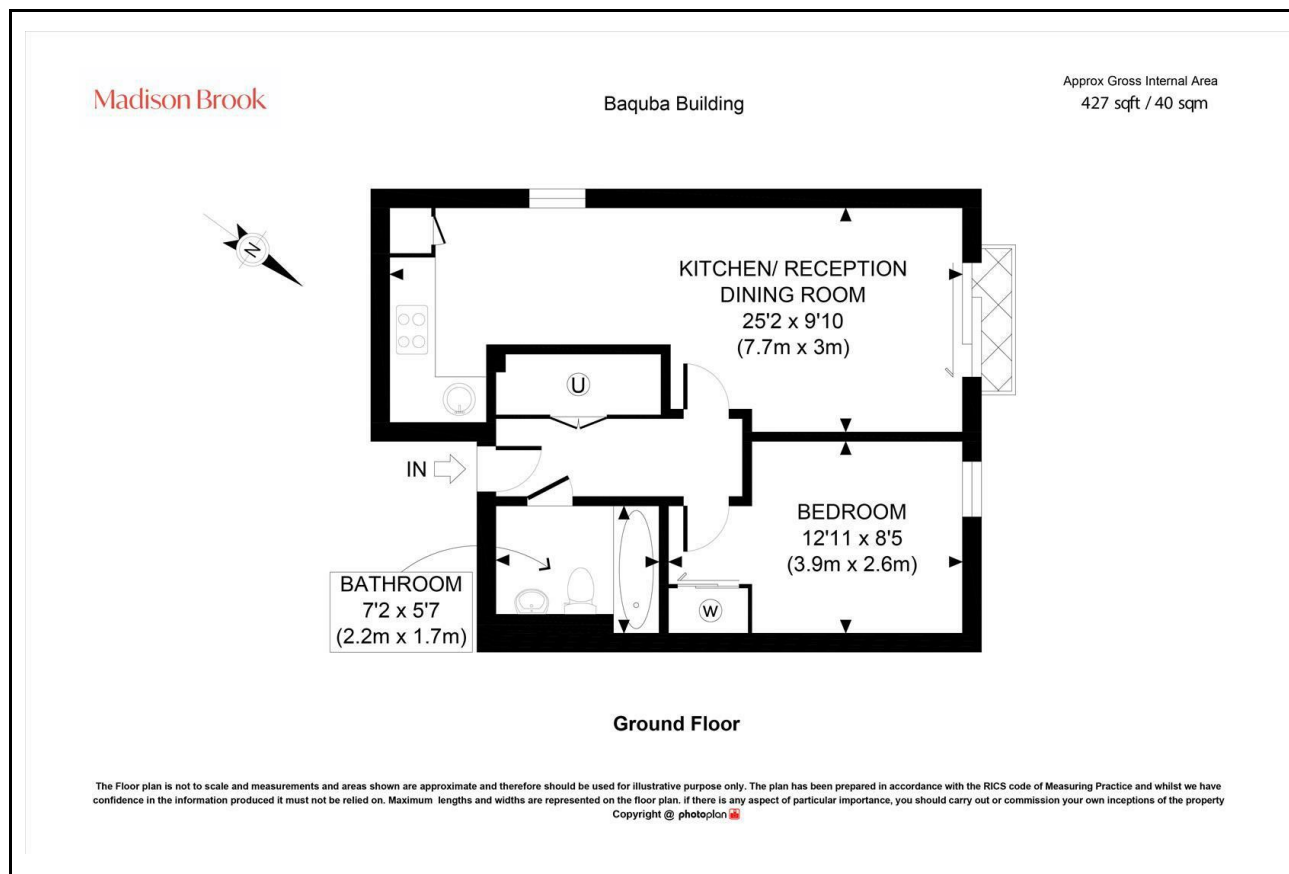 Madison Brook
Baquba Building
Approx Gross Internal Area
427 sqft / 40 sqm
N
KITCHEN/ RECEPTION
DINING ROOM
25'2 x 9'10
(7.7m x 3m)
U
IN
BEDROOM
12'11 x 8'5
(3.9m x 2.6m)
W
BATHROOM
7'2 x 5'7
(2.2m x 1.7m)
Ground Floor
The Floor plan is not to scale and measurements and areas shown are approximate and therefore should be used for illustrative purpose only. The plan has been prepared in accordance with the RICS code of Measuring Practice and whilst we have
confidence in the information produced it must not be relied on. Maximum lengths and widths are represented on the floor plan. if there is any aspect of particular importance, you should carry out or commission your own inceptions of the property
Copyright @ photoplan